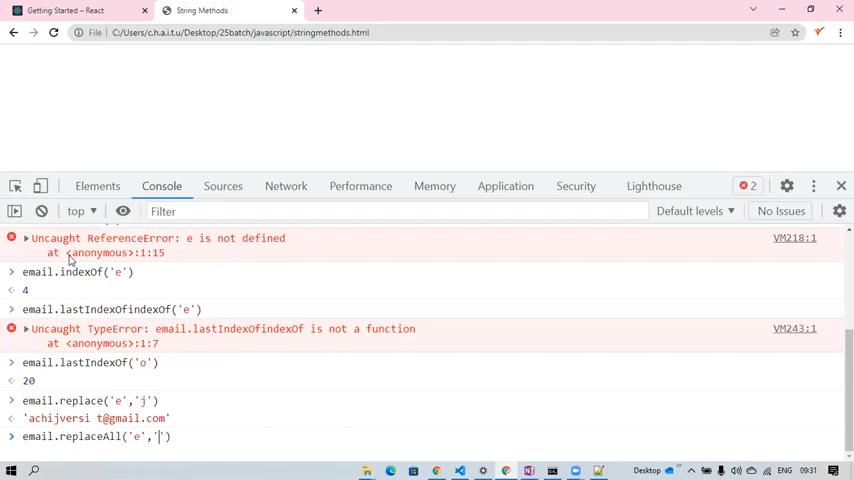 Getting Started – React
String Methods
File
C:/Users/c.h.a.i.t.u/Desktop/25batch/javascript/stringmethods.html
Elements Console Sources Network Performance Memory Application Security Lighthouse 2
top Filter Default levels No Issues
Uncaught ReferenceError: e is not defined VM218:1
at <anonymous>:1:15
email.indexOf('e')
4
email.lastIndexOfindexOf('e')
Uncaught TypeError: email.lastIndexOfindexOf is not a function VM243:1
at <anonymous>:1:7
email.lastIndexOf('o')
20
email.replace('e','j')
'achijversi t@gmail.com'
email.replaceAll('e','')
Desktop ENG 09:31